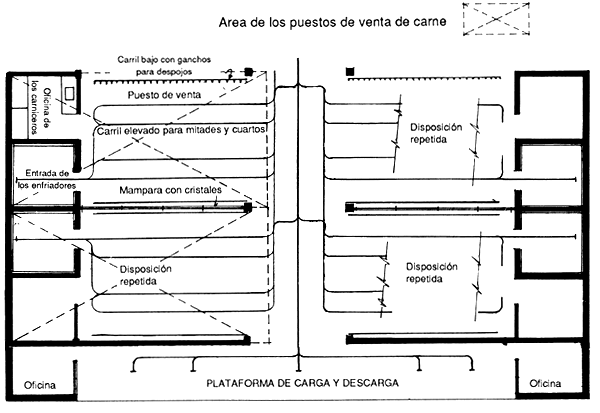 Area de los puestos de venta de carne
Carril bajo con ganchos
para despojos
Puesto de venta
Oficina de
los carniceros
Carril elevado para mitades y cuartos
Disposición
repetida
Entrada de
los enfriadores
Mampara con cristales
Disposición
repetida
Disposición
repetida
Oficina
PLATAFORMA DE CARGA Y DESCARGA
Oficina